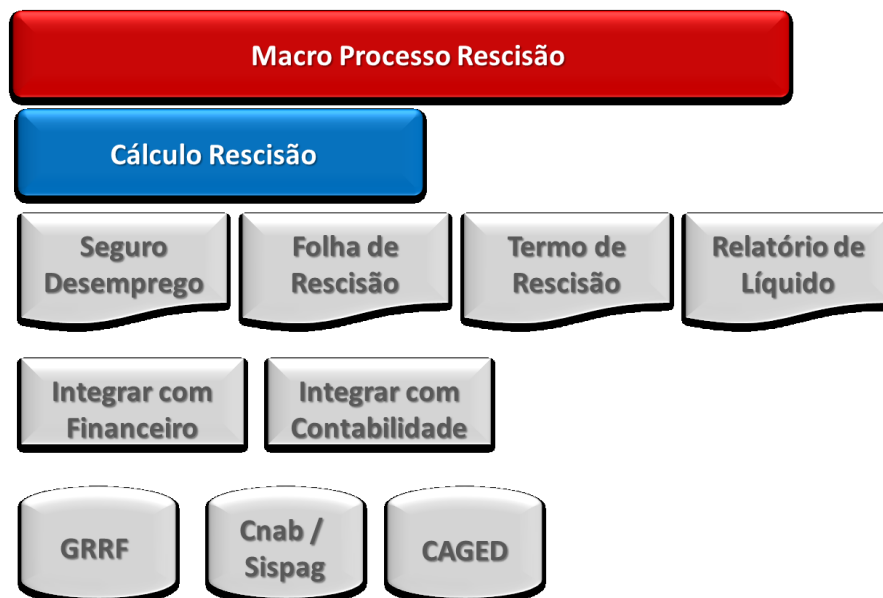 Macro Processo Rescisão
Cálculo Rescisão
Seguro
Desemprego
Folha de
Rescisão
Termo de
Rescisão
Relatório de
Líquido
Integrar com
Financeiro
Integrar com
Contabilidade
GRRF
Cnab /
Sispag
CAGED